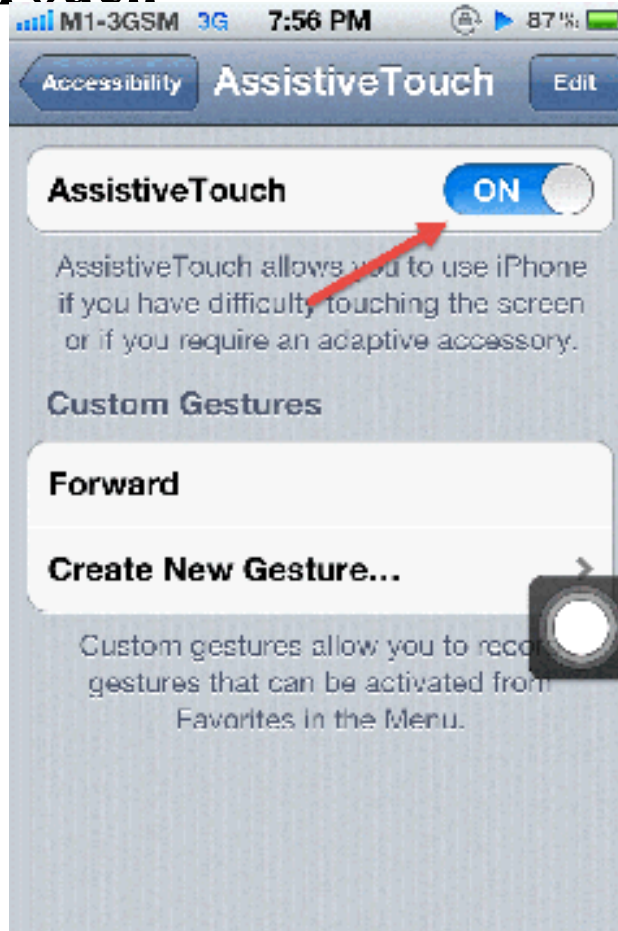 M1-3GSM 3G 7:56 PM 87%
Accessibility AssistiveTouch Edit
AssistiveTouch ON
AssistiveTouch allows you to use iPhone
if you have difficulty touching the screen
or if you require an adaptive accessory.
Custom Gestures
Forward
Create New Gesture...
Custom gestures allow you to reco
gestures that can be activated from
Favorites in the Menu.